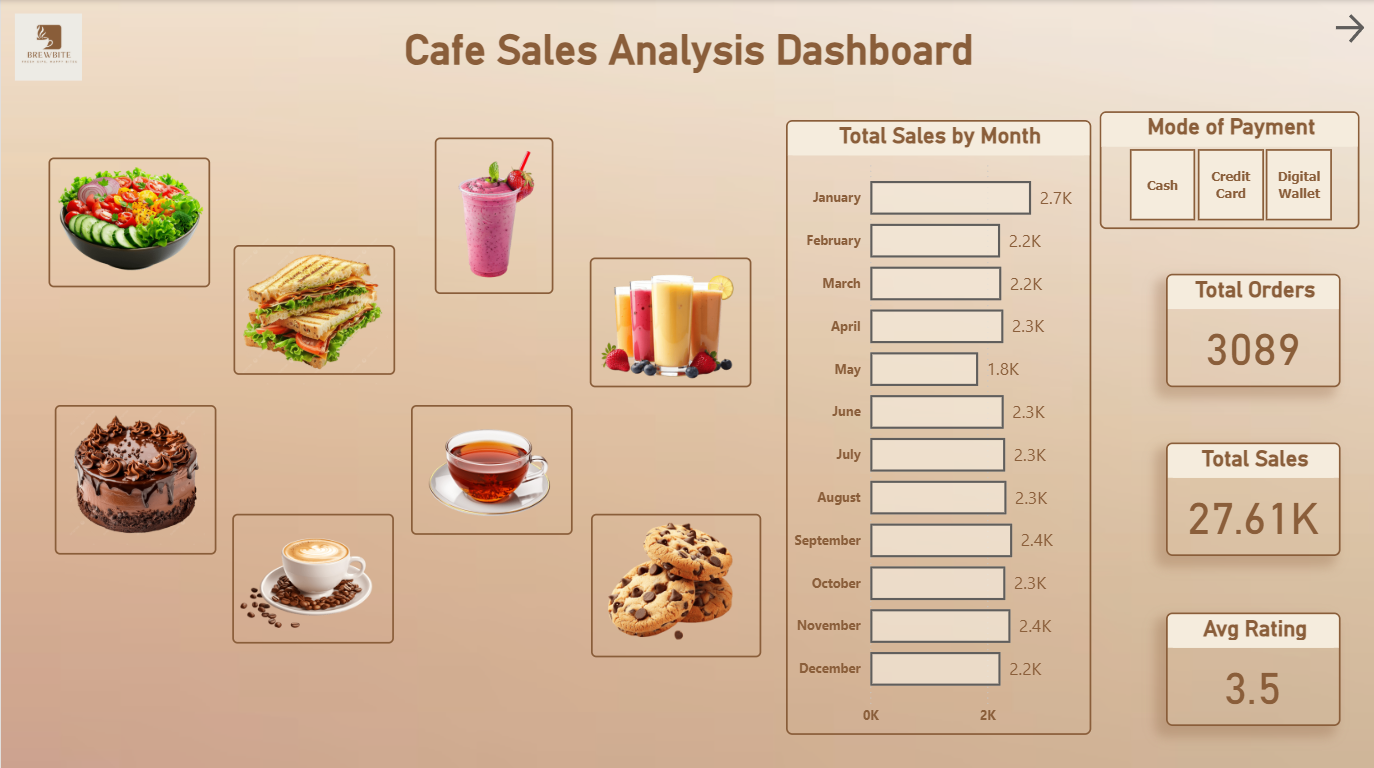 BREWBITE
Cafe Sales Analysis Dashboard
Total Sales by Month
January 2.7K
February 2.2K
March 2.2K
April 2.3K
May 1.8K
June 2.3K
July 2.3K
August 2.3K
September 2.4K
October 2.3K
November 2.4K
December 2.2K
0K 2K
Mode of Payment
Cash
Credit
Card
Digital
Wallet
Total Orders
3089
Total Sales
27.61K
Avg Rating
3.5